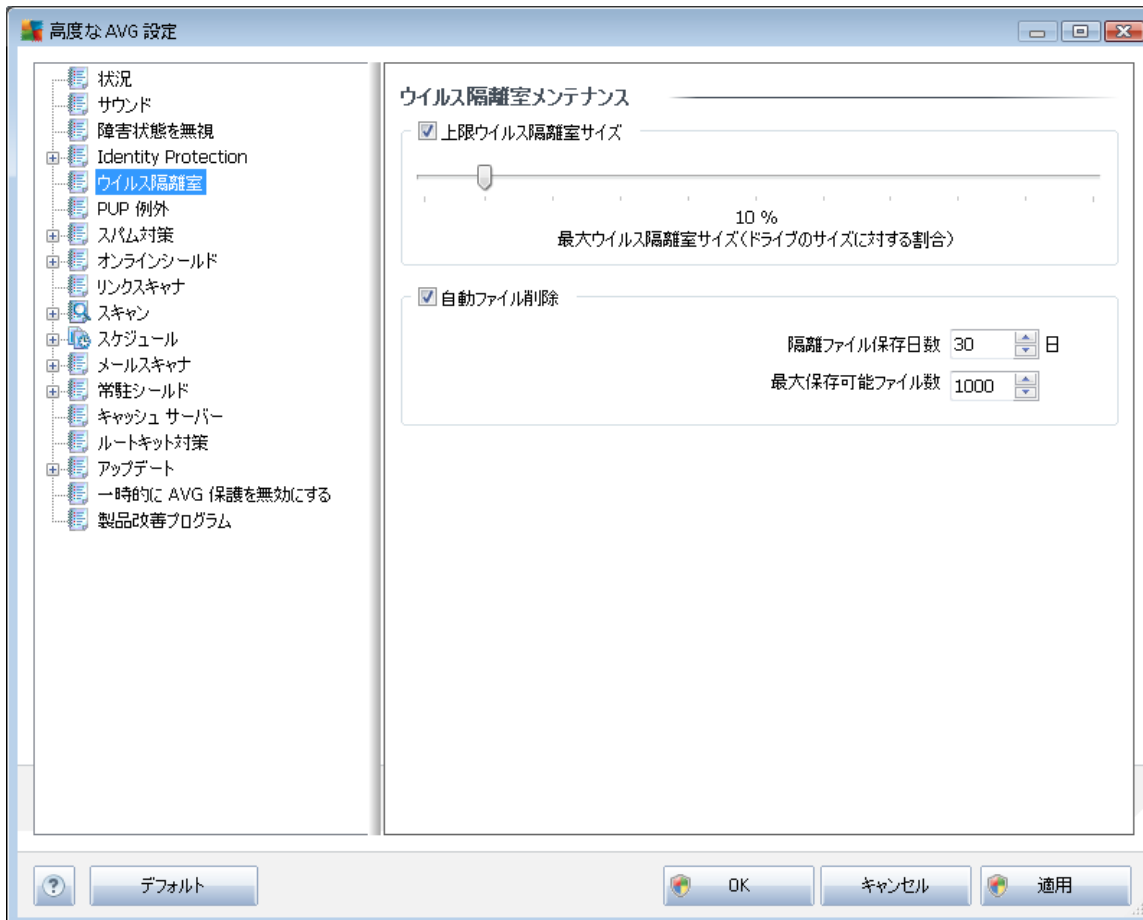 高度な AVG 設定
状況
サウンド
障害状態を無視
Identity Protection
ウイルス隔離室
PUP 例外
スパム対策
オンラインシールド
リンクスキャナ
スキャン
スケジュール
メールスキャナ
常駐シールド
キャッシュ サーバー
ルートキット対策
アップデート
一時的に AVG 保護を無効にする
製品改善プログラム
ウイルス隔離室メンテナンス
上限ウイルス隔離室サイズ
10 %
最大ウイルス隔離室サイズ(ドライブのサイズに対する割合)
自動ファイル削除
隔離ファイル保存日数 30 日
最大保存可能ファイル数 1000
? デフォルト OK キャンセル 適用